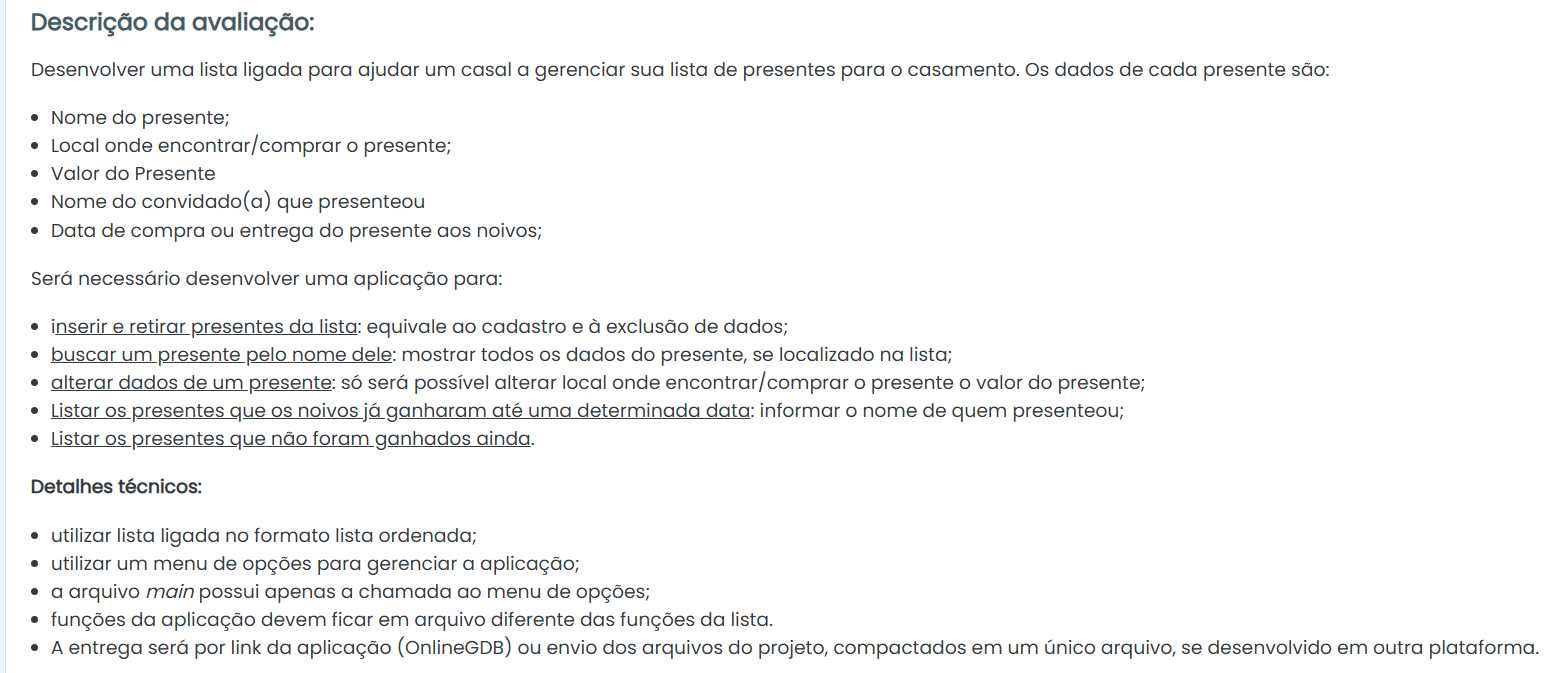 Descrição da avaliação:
Desenvolver uma lista ligada para ajudar um casal a gerenciar sua lista de presentes para o casamento. Os dados de cada presente são:
• Nome do presente;
• Local onde encontrar/comprar o presente;
• Valor do Presente
• Nome do convidado(a) que presenteou
• Data de compra ou entrega do presente aos noivos;
Será necessário desenvolver uma aplicação para:
• inserir e retirar presentes da lista: equivale ao cadastro e à exclusão de dados;
• buscar um presente pelo nome dele: mostrar todos os dados do presente, se localizado na lista;
• alterar dados de um presente: só será possível alterar local onde encontrar/comprar o presente o valor do presente;
• Listar os presentes que os noivos já ganharam até uma determinada data: informar o nome de quem presenteou;
• Listar os presentes que não foram ganhados ainda.
Detalhes técnicos:
• utilizar lista ligada no formato lista ordenada;
• utilizar um menu de opções para gerenciar a aplicação;
• a arquivo main possui apenas a chamada ao menu de opções;
• funções da aplicação devem ficar em arquivo diferente das funções da lista.
• A entrega será por link da aplicação (OnlineGDB) ou envio dos arquivos do projeto, compactados em um único arquivo, se desenvolvido em outra plataforma.